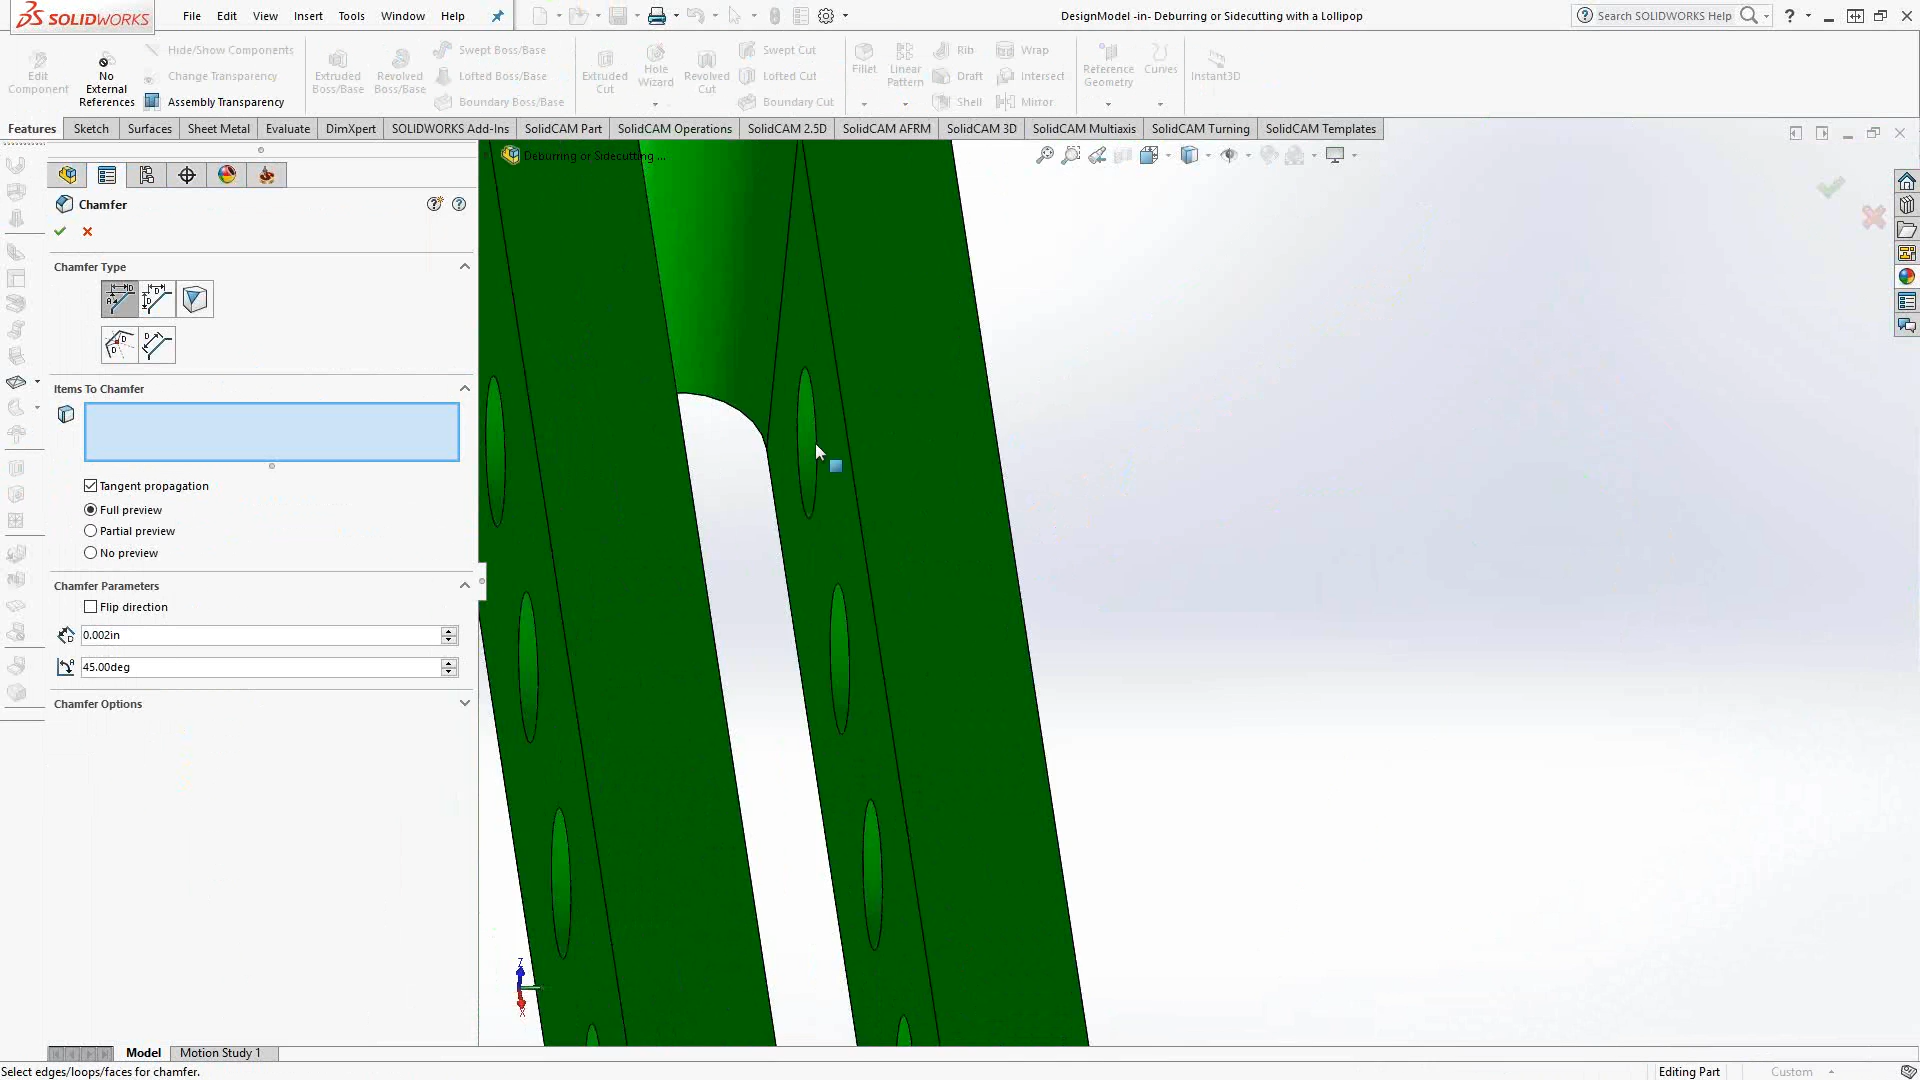 SOLIDWORKS
File Edit View Insert Tools Window Help
DesignModel -in- Deburring or Sidecutting with a Lollipop
Search SOLIDWORKS Help
Edit Component
No External References
Hide/Show Components
Change Transparency
Assembly Transparency
Extruded Boss/Base
Revolved Boss/Base
Swept Boss/Base
Lofted Boss/Base
Boundary Boss/Base
Extruded Cut
Hole Wizard
Revolved Cut
Swept Cut
Lofted Cut
Boundary Cut
Fillet
Linear Pattern
Rib
Draft
Shell
Wrap
Intersect
Mirror
Reference Geometry
Curves
Instant3D
Features Sketch Surfaces Sheet Metal Evaluate DimXpert SOLIDWORKS Add-Ins SolidCAM Part SolidCAM Operations SolidCAM 2.5D SolidCAM AFRM SolidCAM 3D SolidCAM Multiaxis SolidCAM Turning SolidCAM Templates
Deburring or Sidecutting ...
Chamfer
Chamfer Type
Items To Chamfer
Tangent propagation
Full preview
Partial preview
No preview
Chamfer Parameters
Flip direction
0.002in
45.00deg
Chamfer Options
Z
X
Model Motion Study 1
Select edges/loops/faces for chamfer.
Editing Part
Custom